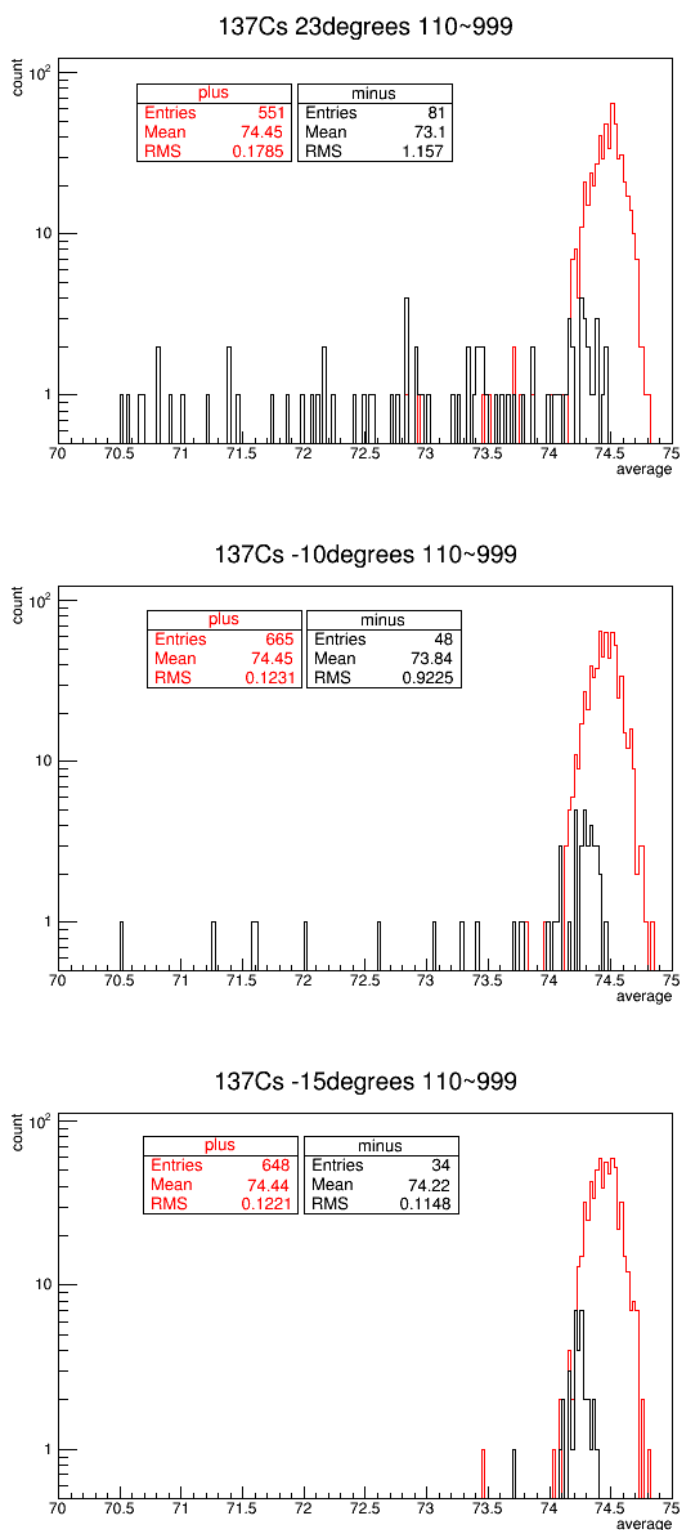 137Cs 23degrees 110~999
count
10²
10
1
plus
Entries 551
Mean 74.45
RMS 0.1785
minus
Entries 81
Mean 73.1
RMS 1.157
70 70.5 71 71.5 72 72.5 73 73.5 74 74.5 75
average
137Cs -10degrees 110~999
count
10²
10
1
plus
Entries 665
Mean 74.45
RMS 0.1231
minus
Entries 48
Mean 73.84
RMS 0.9225
70 70.5 71 71.5 72 72.5 73 73.5 74 74.5 75
average
137Cs -15degrees 110~999
count
10²
10
1
plus
Entries 648
Mean 74.44
RMS 0.1221
minus
Entries 34
Mean 74.22
RMS 0.1148
70 70.5 71 71.5 72 72.5 73 73.5 74 74.5 75
average